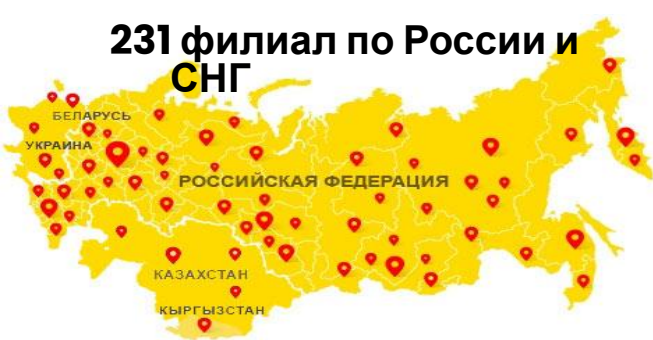 231 филиал по России и
СНГ
БЕЛАРУСЬ
УКРАИНА
РОССИЙСКАЯ ФЕДЕРАЦИЯ
КАЗАХСТАН
КЫРГЫЗСТАН